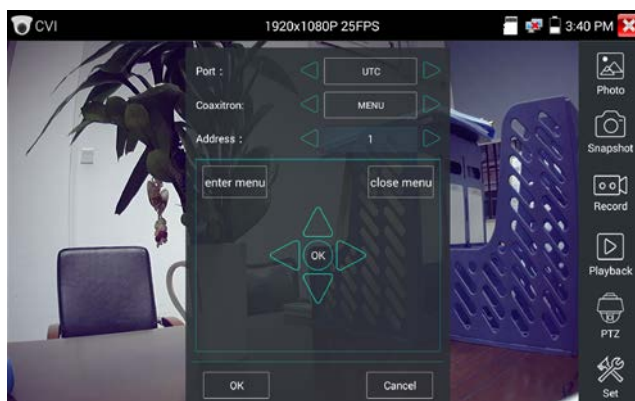 CVI
1920x1080P 25FPS
3:40 PM
Port :
UTC
Coaxitron:
MENU
Address :
1
enter menu
close menu
OK
OK
Cancel
Photo
Snapshot
Record
Playback
PTZ
Set